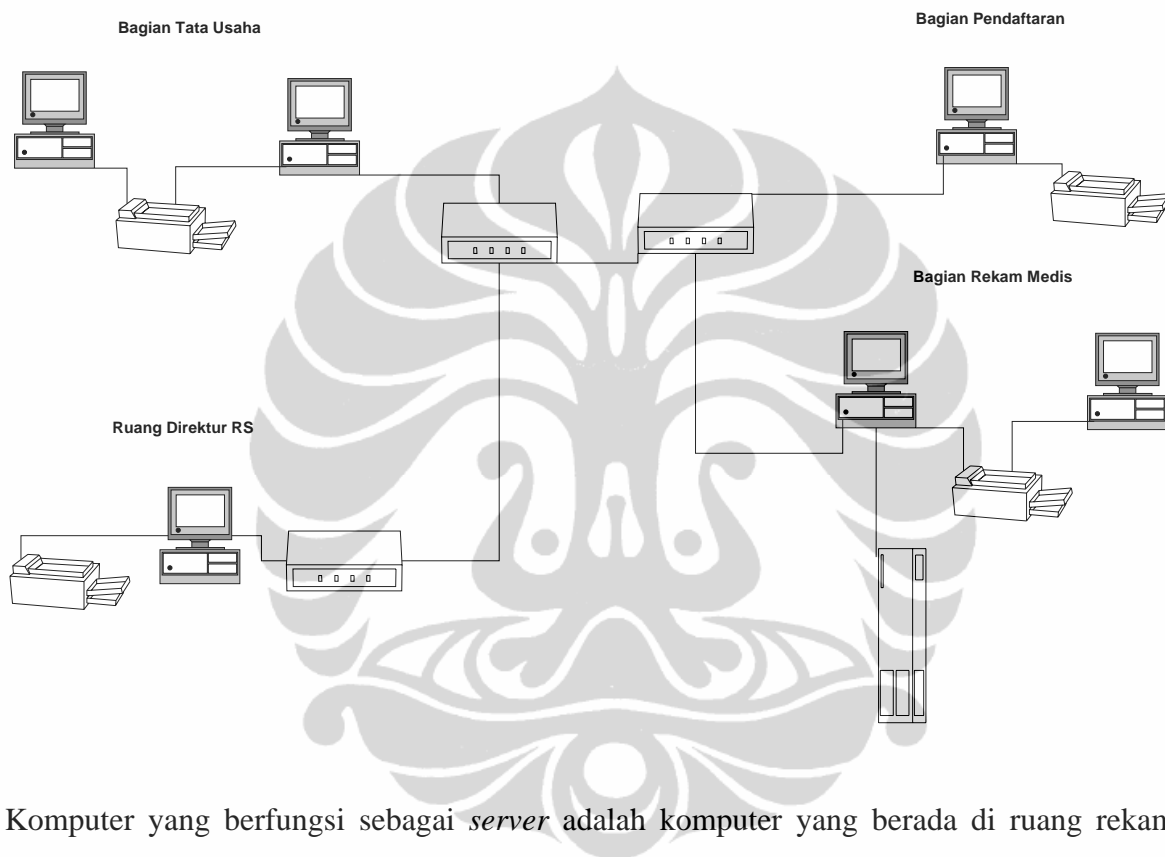 Bagian Tata Usaha
Bagian Pendaftaran
Bagian Rekam Medis
Ruang Direktur RS
Komputer yang berfungsi sebagai server adalah komputer yang berada di ruang rekam